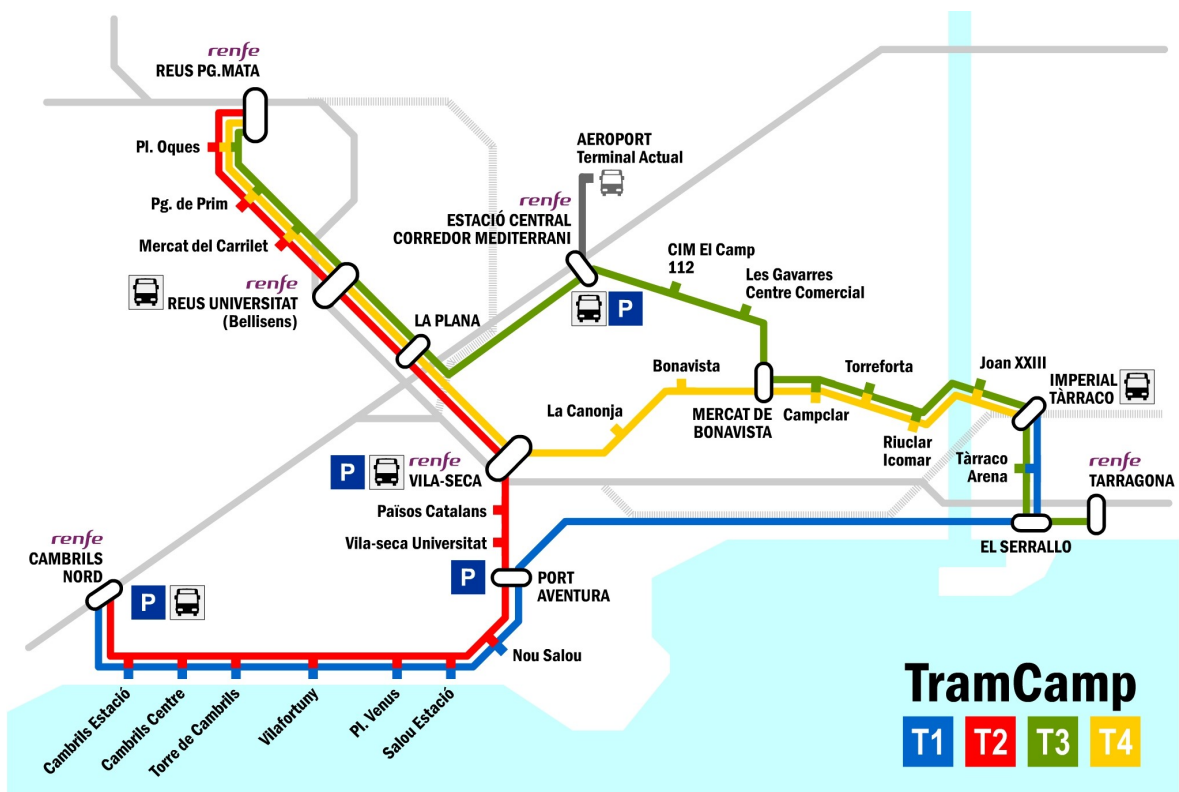 renfe
REUS PG.MATA
Pl. Oques
Pg. de Prim
Mercat del Carrilet
renfe
REUS UNIVERSITAT
(Bellisens)
LA PLANA
AEROPORT
Terminal Actual
renfe
ESTACIÓ CENTRAL
CORREDOR MEDITERRANI
P
CIM El Camp
112
Les Gavarres
Centre Comercial
Bonavista
La Canonja
MERCAT DE
BONAVISTA
Campclar
Torreforta
Riuclar
Icomar
Joan XXIII
IMPERIAL
TÀRRACO
Tàrraco
Arena
renfe
TARRAGONA
EL SERRALLO
P
renfe
VILA-SECA
Països Catalans
Vila-seca Universitat
P
PORT
AVENTURA
Nou Salou
renfe
CAMBRILS
NORD
P
Cambrils Estació
Cambrils Centre
Torre de Cambrils
Vilafortuny
Pl. Venus
Salou Estació
TramCamp
T1 T2 T3 T4